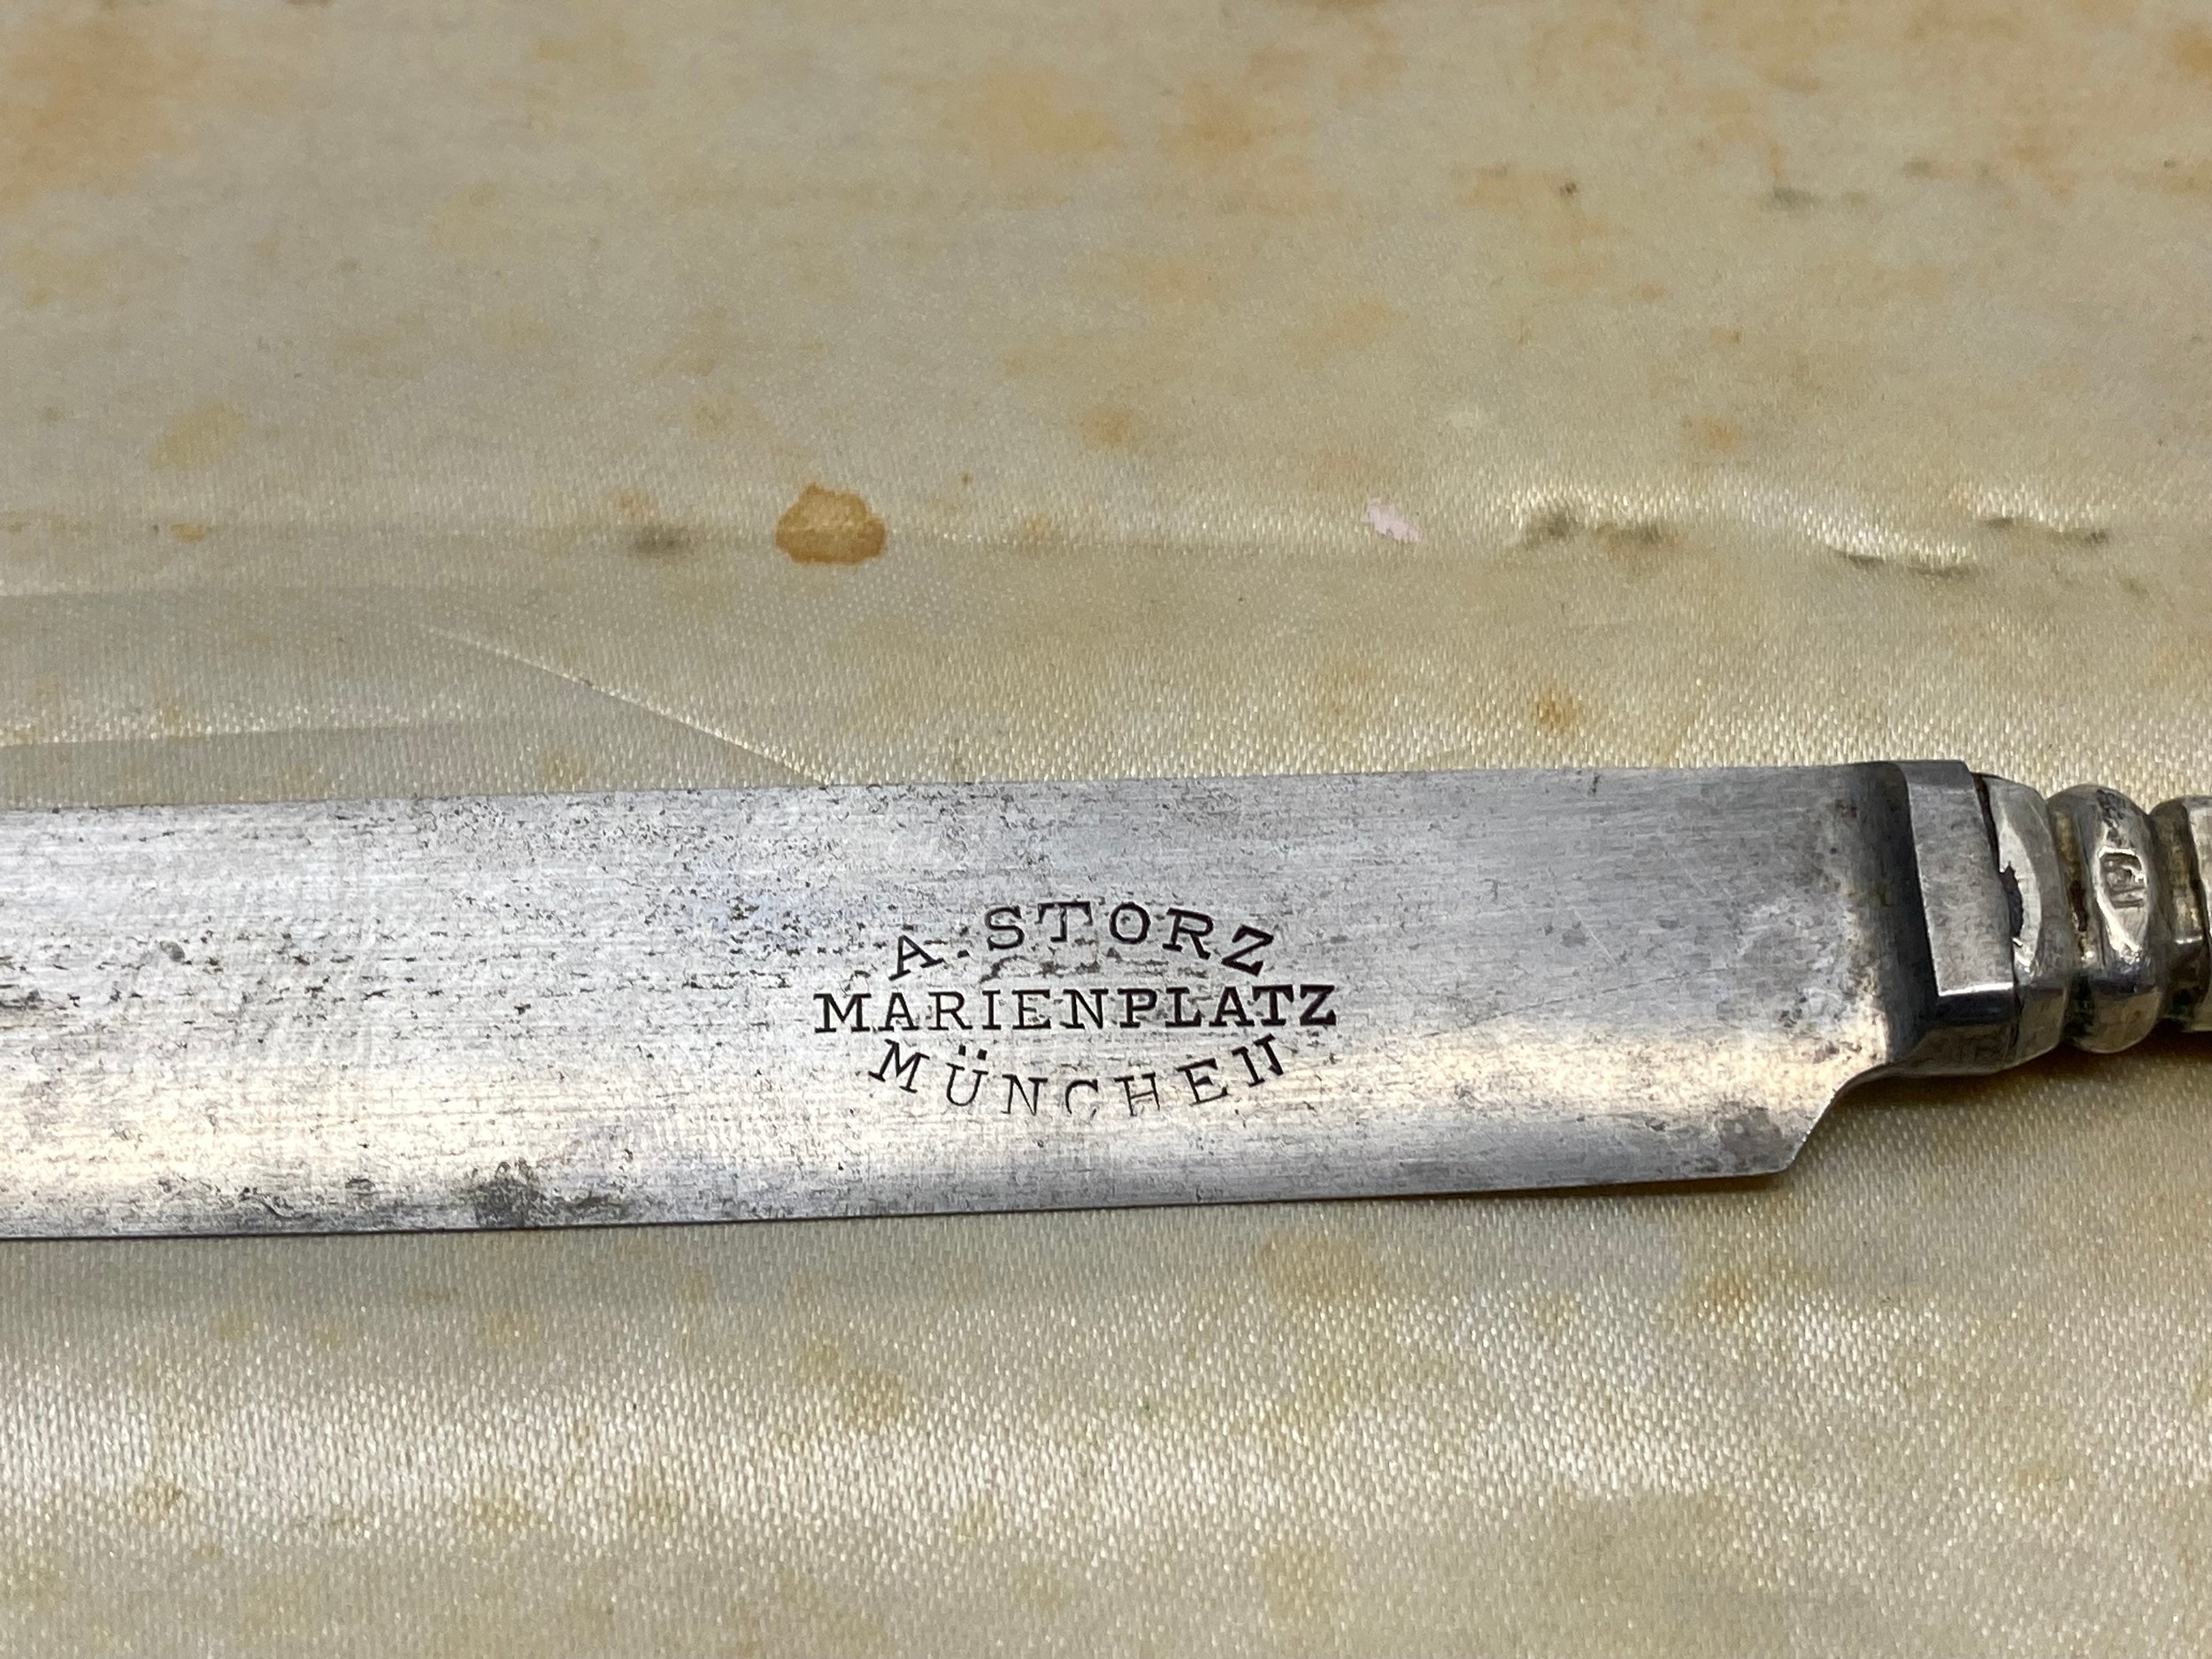 A. STORZ
MARIENPLATZ
MÜNCHEN